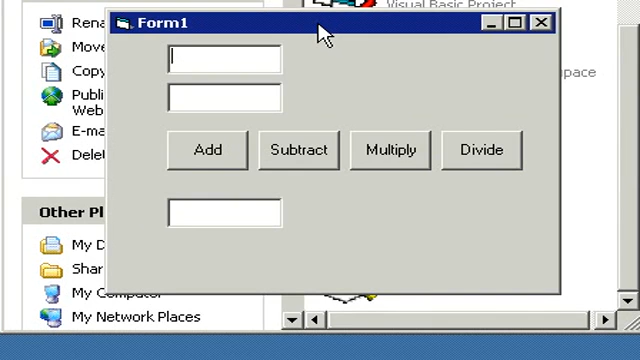 Visual Basic Project
Form1
Rena
Move
Copy
Publi
Web
E-ma
Delet
pace
Add
Subtract
Multiply
Divide
Other Pl
My D
Shar
My Computer
My Network Places